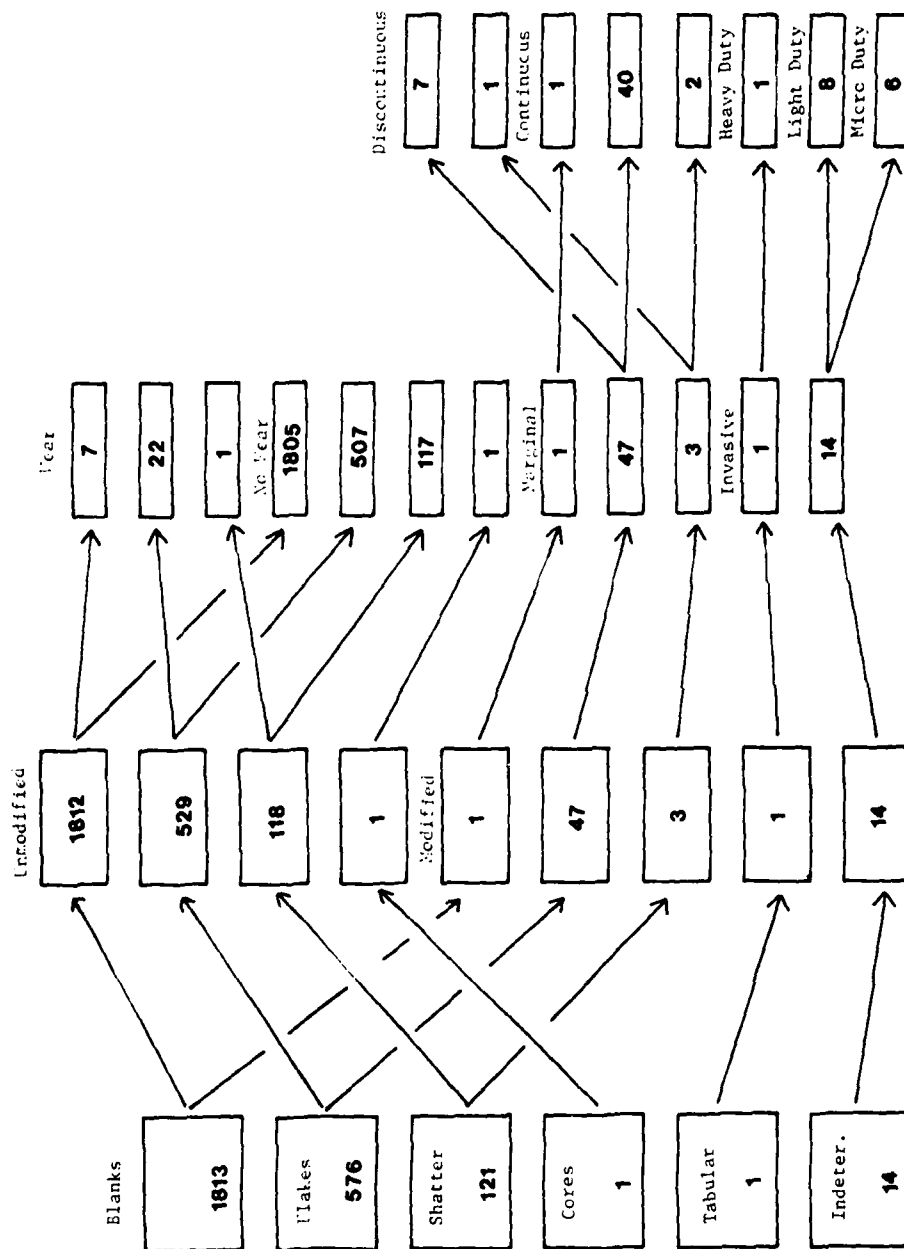 Blanks
1813
Flakes
576
Shatter
121
Cores
1
Tabular
1
Indeter.
14
Unmodified
1812
529
118
1
Modified
1
47
3
1
14
Wear
7
22
1
No Wear
1805
507
117
1
Marginal
1
47
3
Invasive
1
14
Discontinuous
7
1
Continuous
1
40
2
Heavy Duty
1
Light Duty
8
Micro Duty
6